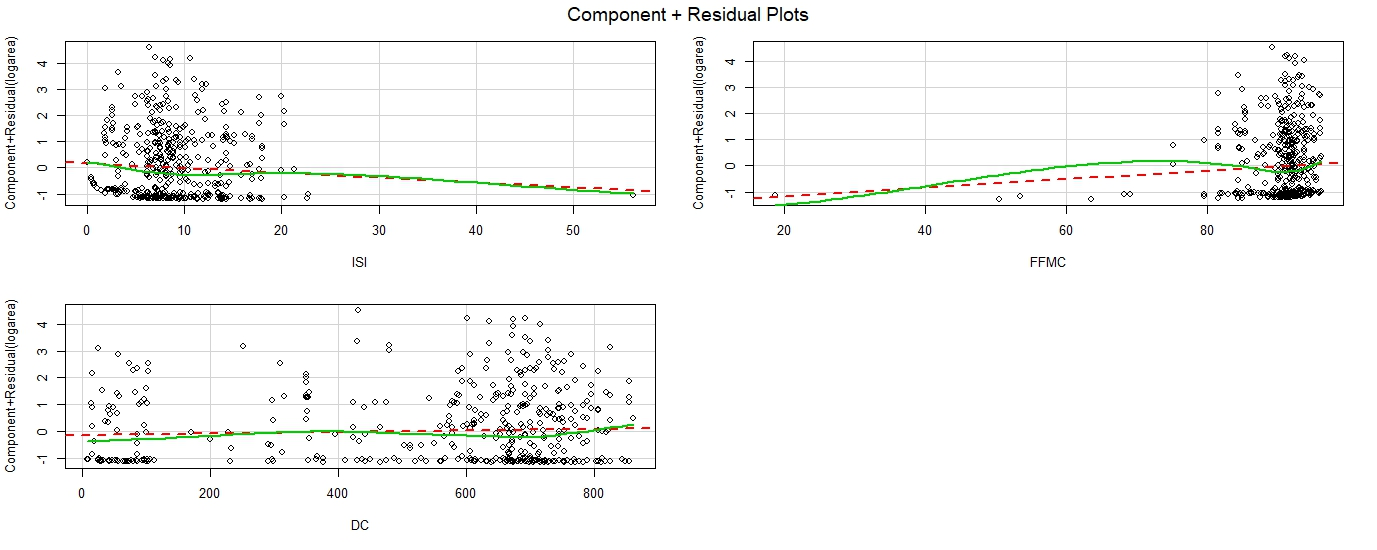 Component + Residual Plots
Component+Residual(logarea)
4
3
2
1
0
-1
0 10 20 30 40 50
ISI
Component+Residual(logarea)
4
3
2
1
0
-1
20 40 60 80
FFMC
Component+Residual(logarea)
4
3
2
1
0
-1
0 200 400 600 800
DC